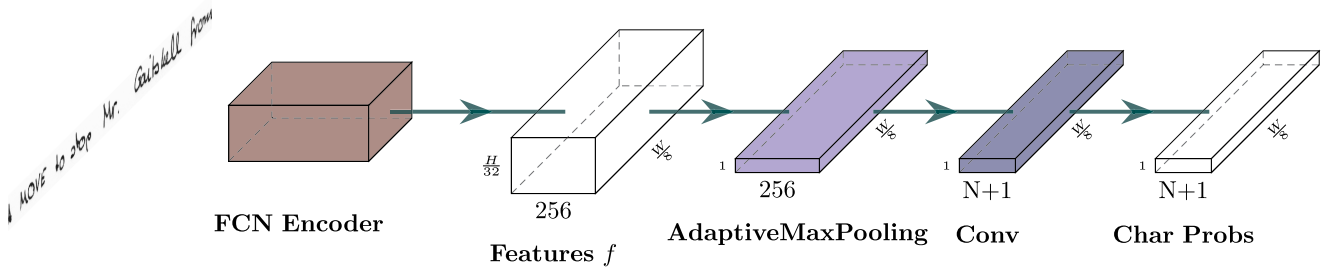 MOVE to stop Mr. Gaitskell from
FCN Encoder
H/32
256
W/8
Features f
1
256
W/8
AdaptiveMaxPooling
1
N+1
W/8
Conv
1
N+1
W/8
Char Probs